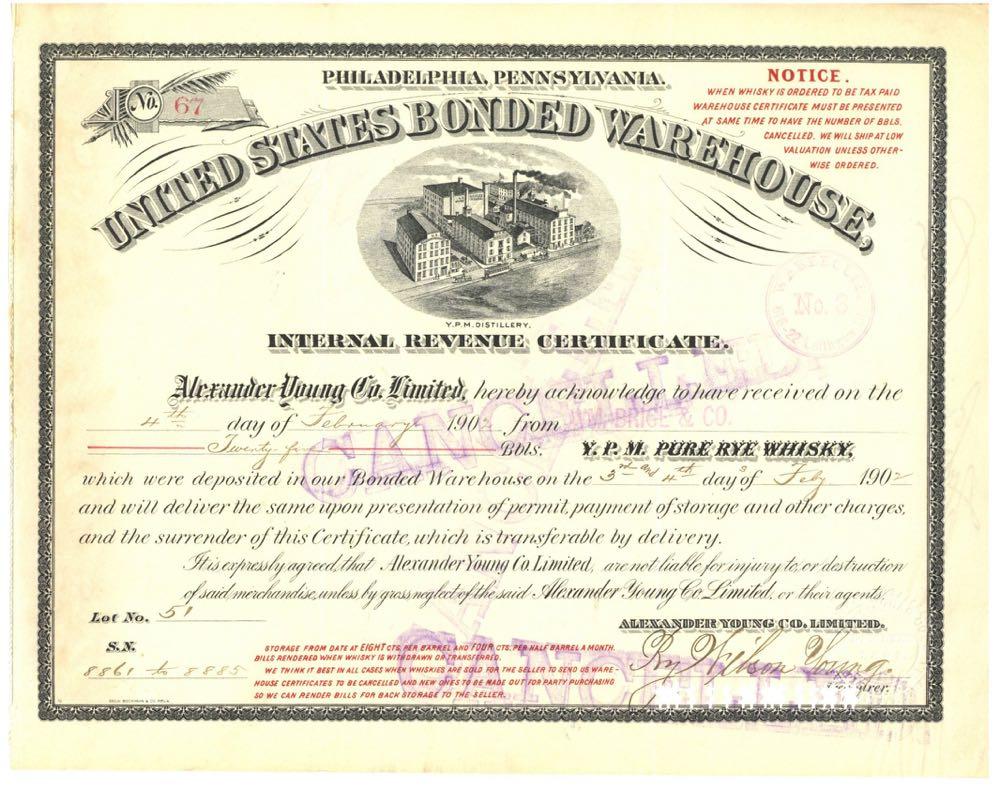 PHILADELPHIA, PENNSYLVANIA.
No. 67
NOTICE.
WHEN WHISKY IS ORDERED TO BE TAX PAID
WAREHOUSE CERTIFICATE MUST BE PRESENTED
AT SAME TIME TO HAVE THE NUMBER OF BBLS.
CANCELLED. WE WILL SHIP AT LOW
VALUATION UNLESS OTHER-
WISE ORDERED.
UNITED STATES BONDED WAREHOUSE,
Y.P.M. DISTILLERY.
No. 3
INTERNAL REVENUE CERTIFICATE.
Alexander Young Co. Limited, hereby acknowledge to have received on the
4th day of February 1902 from WM. BRICE & CO.
Twenty five Bbls. Y. P. M. PURE RYE WHISKY,
which were deposited in our Bonded Warehouse on the 3rd and 4th days of Feby 1902
and will deliver the same upon presentation of permit, payment of storage and other charges,
and the surrender of this Certificate, which is transferable by delivery.
It is expressly agreed, that Alexander Young Co. Limited, are not liable for injury to, or destruction
of said merchandise, unless by gross neglect of the said Alexander Young Co. Limited, or their agents.
Lot No. 51
ALEXANDER YOUNG CO. LIMITED.
S.N.
8861 to 8885
STORAGE FROM DATE AT EIGHT CTS. PER BARREL AND FOUR CTS. PER HALF BARREL A MONTH.
BILLS RENDERED WHEN WHISKY IS WITHDRAWN OR TRANSFERRED.
WE THINK IT BEST IN ALL CASES WHEN WHISKIES ARE SOLD FOR THE SELLER TO SEND US WARE-
HOUSE CERTIFICATES TO BE CANCELLED AND NEW ONES TO BE MADE OUT FOR PARTY PURCHASING
SO WE CAN RENDER BILLS FOR BACK STORAGE TO THE SELLER.
Wilson Young
CANCELLED
CANCELLED